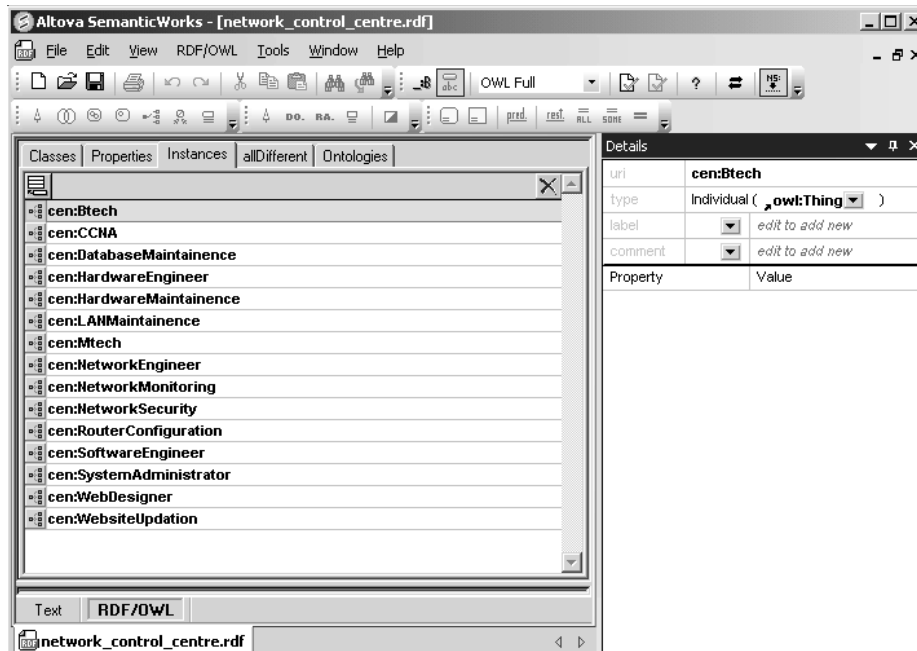 Altova SemanticWorks - [network_control_centre.rdf]
File Edit View RDF/OWL Tools Window Help
abc OWL Full ? NS:
DO. RA. pred. rest. ALL SOME
Classes Properties Instances allDifferent Ontologies
cen:Btech
cen:CCNA
cen:DatabaseMaintainence
cen:HardwareEngineer
cen:HardwareMaintainence
cen:LANMaintainence
cen:Mtech
cen:NetworkEngineer
cen:NetworkMonitoring
cen:NetworkSecurity
cen:RouterConfiguration
cen:SoftwareEngineer
cen:SystemAdministrator
cen:WebDesigner
cen:WebsiteUpdation
Text RDF/OWL
network_control_centre.rdf
Details
uri cen:Btech
type Individual ( owl:Thing )
label edit to add new
comment edit to add new
Property Value